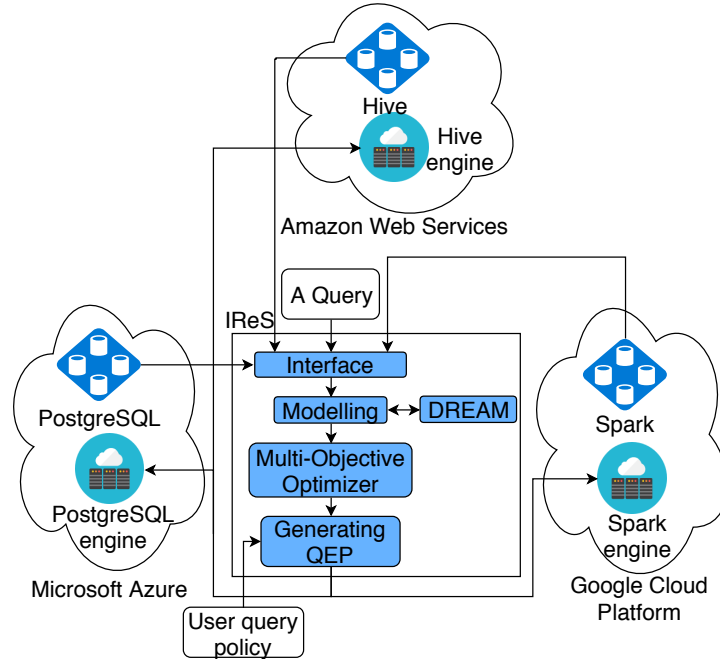 Hive
Hive
engine
Amazon Web Services
A Query
IReS
Interface
PostgreSQL
Modelling
DREAM
Spark
Multi-Objective
Optimizer
PostgreSQL
engine
Generating
QEP
Spark
engine
Microsoft Azure
Google Cloud
Platform
User query
policy